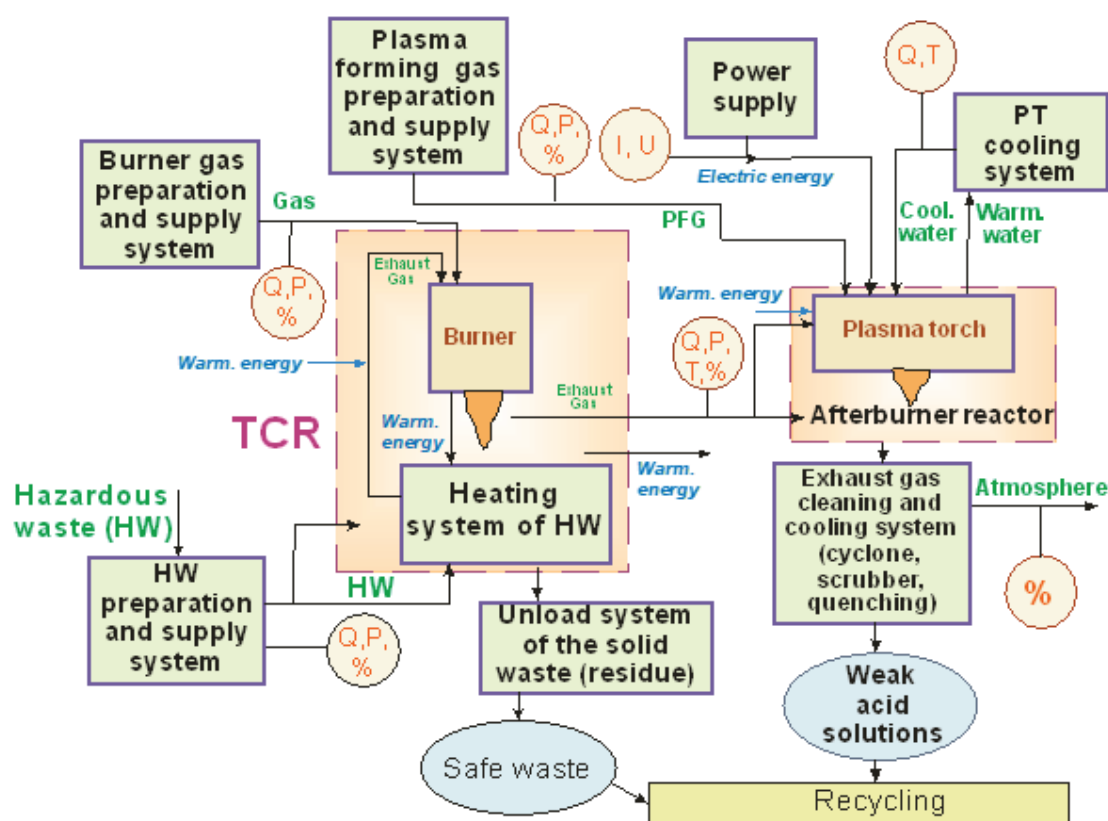 Plasma
forming gas
preparation
and supply
system
Q,P,
%
I, U
Power
supply
Q,T
PT
cooling
system
Burner gas
preparation
and supply
system
Gas
Q,P,
%
Electric energy
PFG
Cool.
water
Warm.
water
Exhaust
Gas
Burner
Warm. energy
TCR
Warm.
energy
Exhaust
Gas
Warm.
energy
Q,P,
T,%
Warm. energy
Plasma torch
Afterburner reactor
Heating
system of HW
Hazardous
waste (HW)
HW
preparation
and supply
system
HW
Q,P,
%
Unload system
of the solid
waste (residue)
Safe waste
Exhaust gas
cleaning and
cooling system
(cyclone,
scrubber,
quenching)
Atmosphere
%
Weak
acid
solutions
Recycling